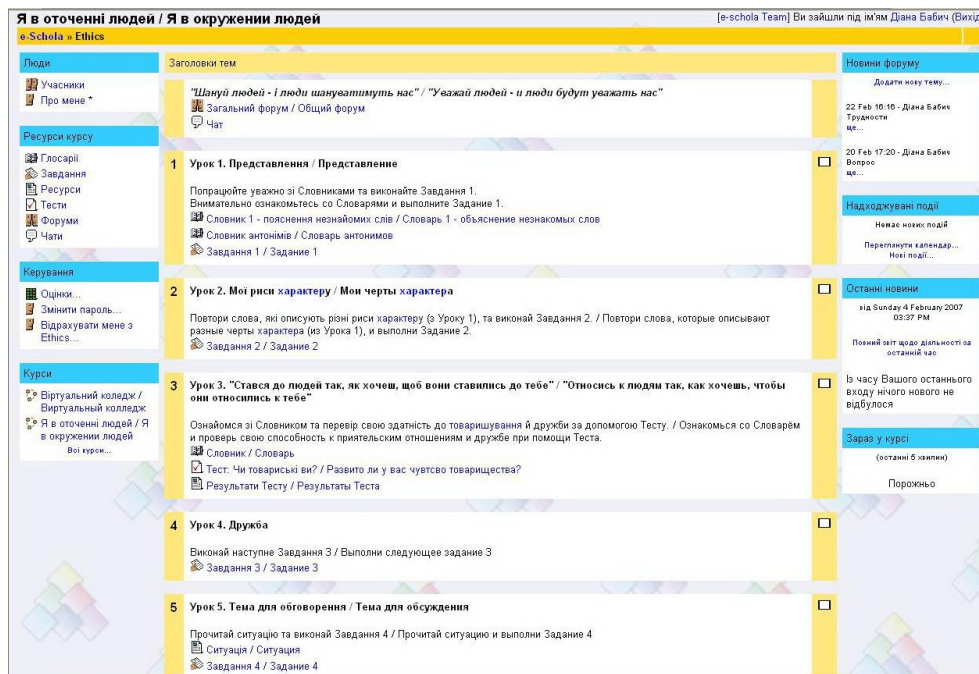 Я в оточенні людей / Я в окружении людей
[e-schola Team] Ви зайшли під ім'ям Діана Бабич (Вихід
e-Schola » Ethics
Люди
Учасники
Про мене *
Ресурси курсу
Глосарії
Завдання
Ресурси
Тести
Форуми
Чати
Керування
Оцінки...
Змінити пароль...
Відрахувати мене з
Ethics...
Курси
Віртуальний коледж /
Виртуальный колледж
Я в оточенні людей / Я
в окружении людей
Всі курси...
Заголовки тем
"Шануй людей - і люди шануватимуть нас" / "Уважай людей - и люди будут уважать нас"
Загальний форум / Общий форум
Чат
1 Урок 1. Представлення / Представление
Попрацюйте уважно зі Словниками та виконайте Завдання 1.
Внимательно ознакомьтесь со Словарями и выполните Задание 1.
Словник 1 - пояснення незнайомих слів / Словарь 1 - объяснение незнакомых слов
Словник антонімів / Словарь антонимов
Завдання 1 / Задание 1
2 Урок 2. Мої риси характеру / Мои черты характера
Повтори слова, які описують різні риси характеру (з Уроку 1), та виконай Завдання 2. / Повтори слова, которые описывают
разные черты характера (из Урока 1), и выполни Задание 2.
Завдання 2 / Задание 2
3 Урок 3. "Стався до людей так, як хочеш, щоб вони ставились до тебе" / "Относись к людям так, как хочешь, чтобы
они относились к тебе"
Ознайомся зі Словником та перевір свою здатність до товаришування й дружби за допомогою Тесту. / Ознакомься со Словарём
и проверь свою способность к приятельским отношениям и дружбе при помощи Теста.
Словник / Словарь
Тест: Чи товариські ви? / Развито ли у вас чувтсво товарищества?
Результати Тесту / Результаты Теста
4 Урок 4. Дружба
Виконай наступне Завдання 3 / Выполни следующее задание 3
Завдання 3 / Задание 3
5 Урок 5. Тема для обговорення / Тема для обсуждения
Прочитай ситуацію та виконай Завдання 4 / Прочитай ситуацию и выполни Задание 4
Ситуація / Ситуация
Завдання 4 / Задание 4
Новини форуму
Додати нову тему...
22 Feb 16:16 - Діана Бабич
Трудности
ще...
20 Feb 17:20 - Діана Бабич
Вопрос
ще...
Надходжувані події
Немає нових подій
Переглянути календар...
Нові події...
Останні новини
від Sunday 4 February 2007
03:37 PM
Повний звіт щодо діяльності за
останній час
Із часу Вашого останнього
входу нічого нового не
відбулося
Зараз у курсі
(останні 5 хвилин)
Порожньо